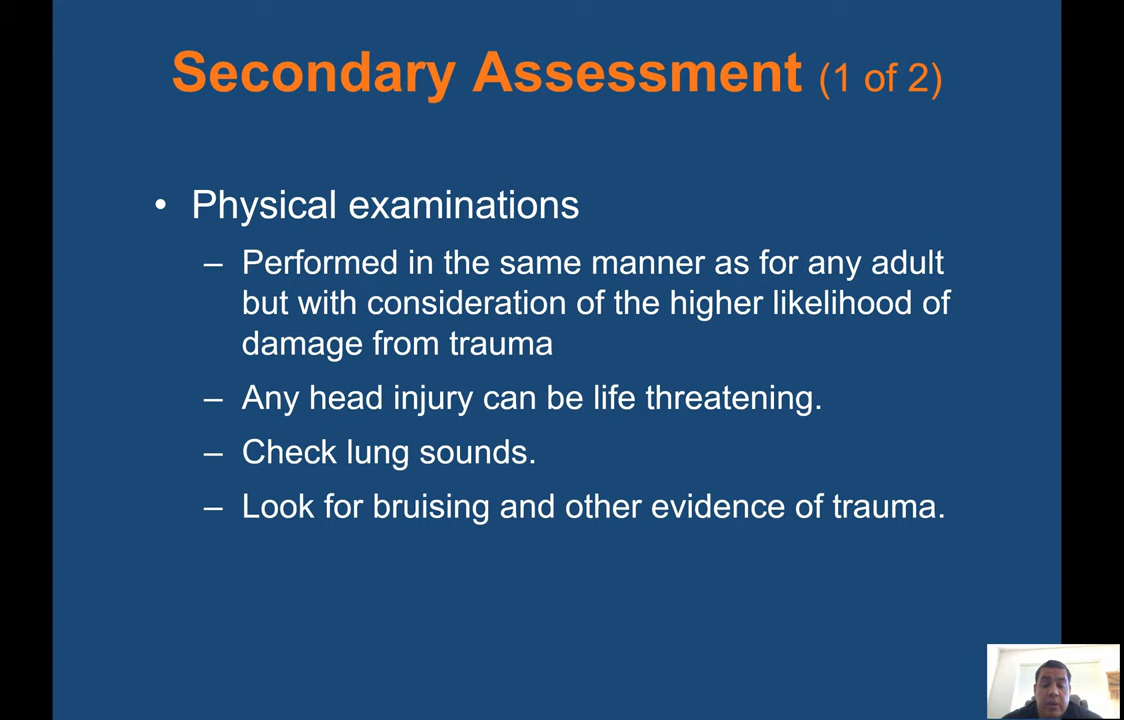 Secondary Assessment (1 of 2)
• Physical examinations
– Performed in the same manner as for any adult
but with consideration of the higher likelihood of
damage from trauma
– Any head injury can be life threatening.
– Check lung sounds.
– Look for bruising and other evidence of trauma.